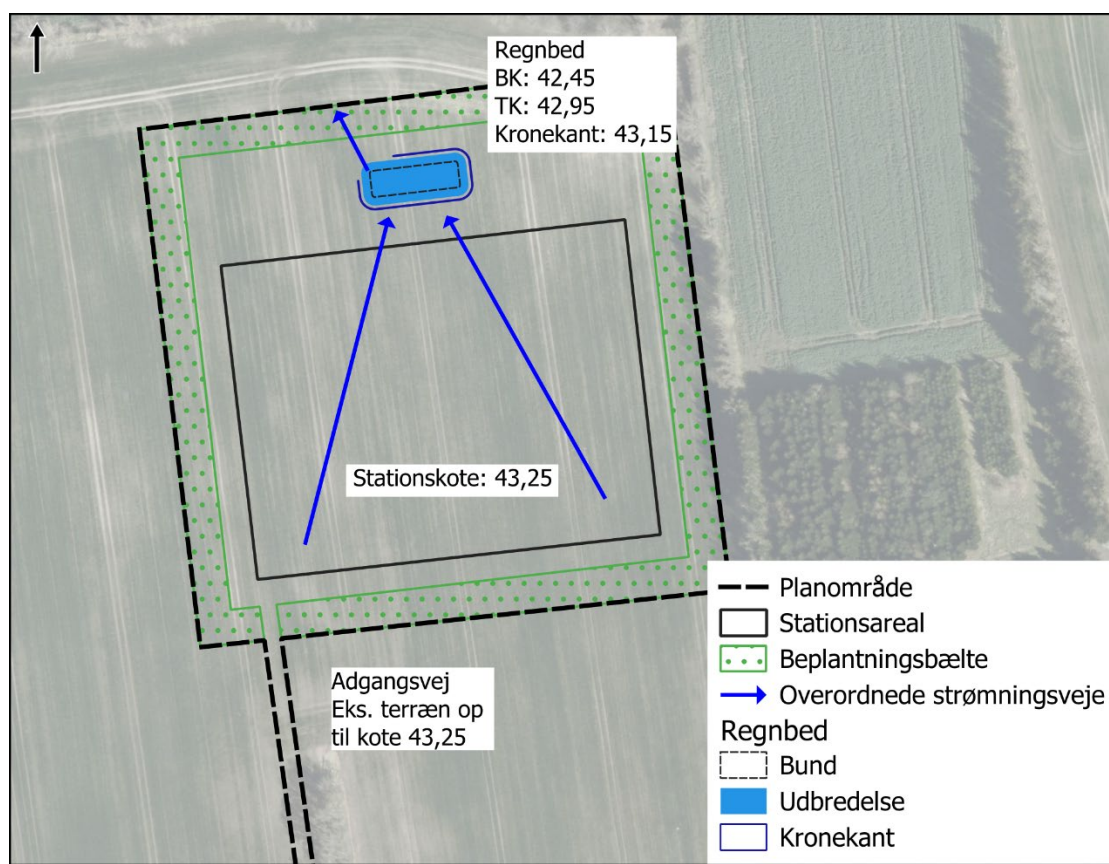 Regnbed
BK: 42,45
TK: 42,95
Kronekant: 43,15
Stationskote: 43,25
Adgangsvej
Eks. terræn op
til kote 43,25
Planområde
Stationsareal
Beplantningsbælte
Overordnede strømningsveje
Regnbed
Bund
Udbredelse
Kronekant